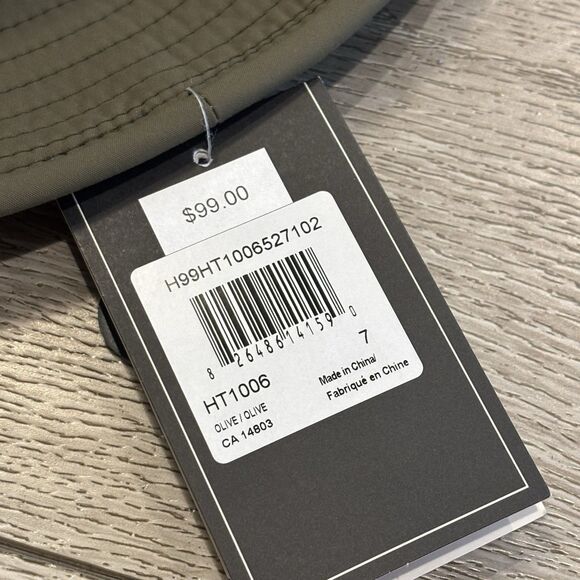 $99.00
H99HT1006527102
8 26486 14159 0
HT1006
7
OLIVE / OLIVE
CA 14803
Made in China/
Fabriqué en Chine